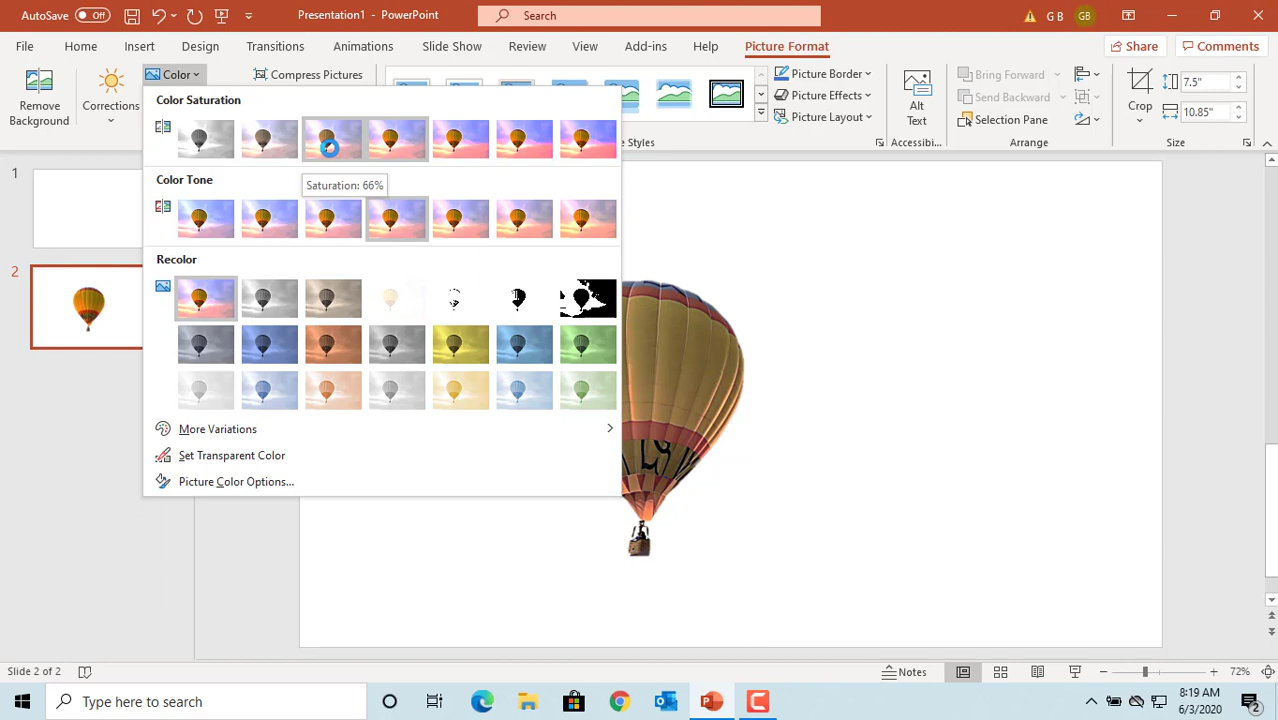 AutoSave Off Presentation1 - PowerPoint Search G B GB
File Home Insert Design Transitions Animations Slide Show Review View Add-ins Help Picture Format Share Comments
Remove Background
Corrections
Color
Compress Pictures
Picture Border
Picture Effects
Picture Layout
Alt Text
Bring Forward
Send Backward
Selection Pane
Crop
7.5"
10.85"
e Styles
Accessibi...
Arrange
Size
Color Saturation
Saturation: 66%
Color Tone
Recolor
More Variations
Set Transparent Color
Picture Color Options...
1
2
Slide 2 of 2
Notes
72%
Type here to search
8:19 AM
6/3/2020
2